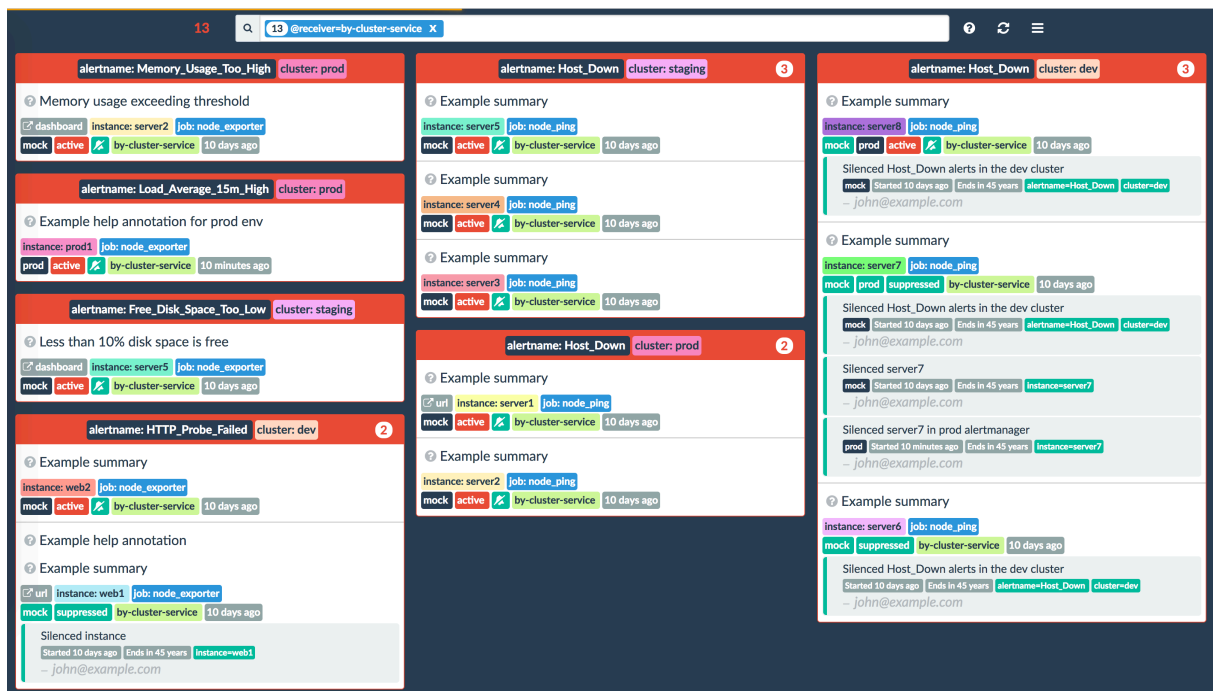 13
13 @receiver=by-cluster-service X
alertname: Memory_Usage_Too_High cluster: prod
Memory usage exceeding threshold
dashboard instance: server2 job: node_exporter
mock active by-cluster-service 10 days ago
alertname: Load_Average_15m_High cluster: prod
Example help annotation for prod env
instance: prod1 job: node_exporter
prod active by-cluster-service 10 minutes ago
alertname: Free_Disk_Space_Too_Low cluster: staging
Less than 10% disk space is free
dashboard instance: server5 job: node_exporter
mock active by-cluster-service 10 days ago
alertname: HTTP_Probe_Failed cluster: dev 2
Example summary
instance: web2 job: node_exporter
mock active by-cluster-service 10 days ago
Example help annotation
Example summary
url instance: web1 job: node_exporter
mock suppressed by-cluster-service 10 days ago
Silenced instance
Started 10 days ago Ends in 45 years instance=web1
– john@example.com
alertname: Host_Down cluster: staging 3
Example summary
instance: server5 job: node_ping
mock active by-cluster-service 10 days ago
Example summary
instance: server4 job: node_ping
mock active by-cluster-service 10 days ago
Example summary
instance: server3 job: node_ping
mock active by-cluster-service 10 days ago
alertname: Host_Down cluster: prod 2
Example summary
url instance: server1 job: node_ping
mock active by-cluster-service 10 days ago
Example summary
instance: server2 job: node_ping
mock active by-cluster-service 10 days ago
alertname: Host_Down cluster: dev 3
Example summary
instance: server8 job: node_ping
mock prod active by-cluster-service 10 days ago
Silenced Host_Down alerts in the dev cluster
mock Started 10 days ago Ends in 45 years alertname=Host_Down cluster=dev
– john@example.com
Example summary
instance: server7 job: node_ping
mock prod suppressed by-cluster-service 10 days ago
Silenced Host_Down alerts in the dev cluster
mock Started 10 days ago Ends in 45 years alertname=Host_Down cluster=dev
– john@example.com
Silenced server7
mock Started 10 days ago Ends in 45 years instance=server7
– john@example.com
Silenced server7 in prod alertmanager
prod Started 10 minutes ago Ends in 45 years instance=server7
– john@example.com
Example summary
instance: server6 job: node_ping
mock suppressed by-cluster-service 10 days ago
Silenced Host_Down alerts in the dev cluster
Started 10 days ago Ends in 45 years alertname=Host_Down cluster=dev
– john@example.com